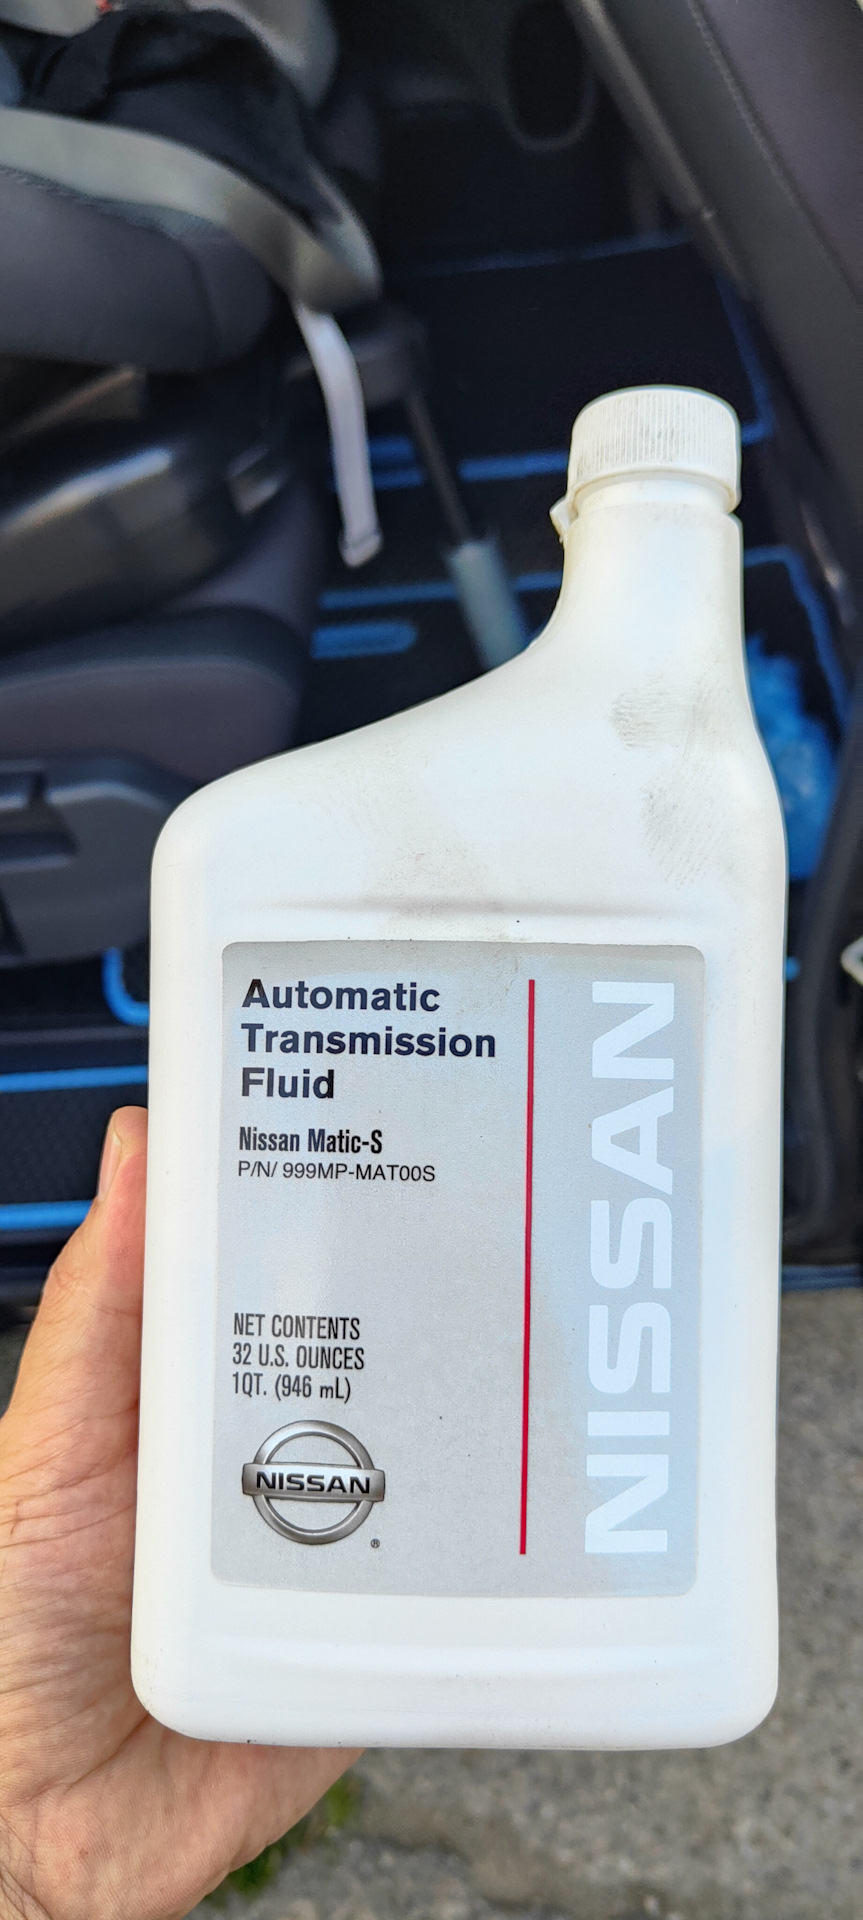 Automatic
Transmission
Fluid
Nissan Matic-S
P/N/ 999MP-MAT00S
NET CONTENTS
32 U.S. OUNCES
1QT. (946 mL)
NISSAN
®
NISSAN